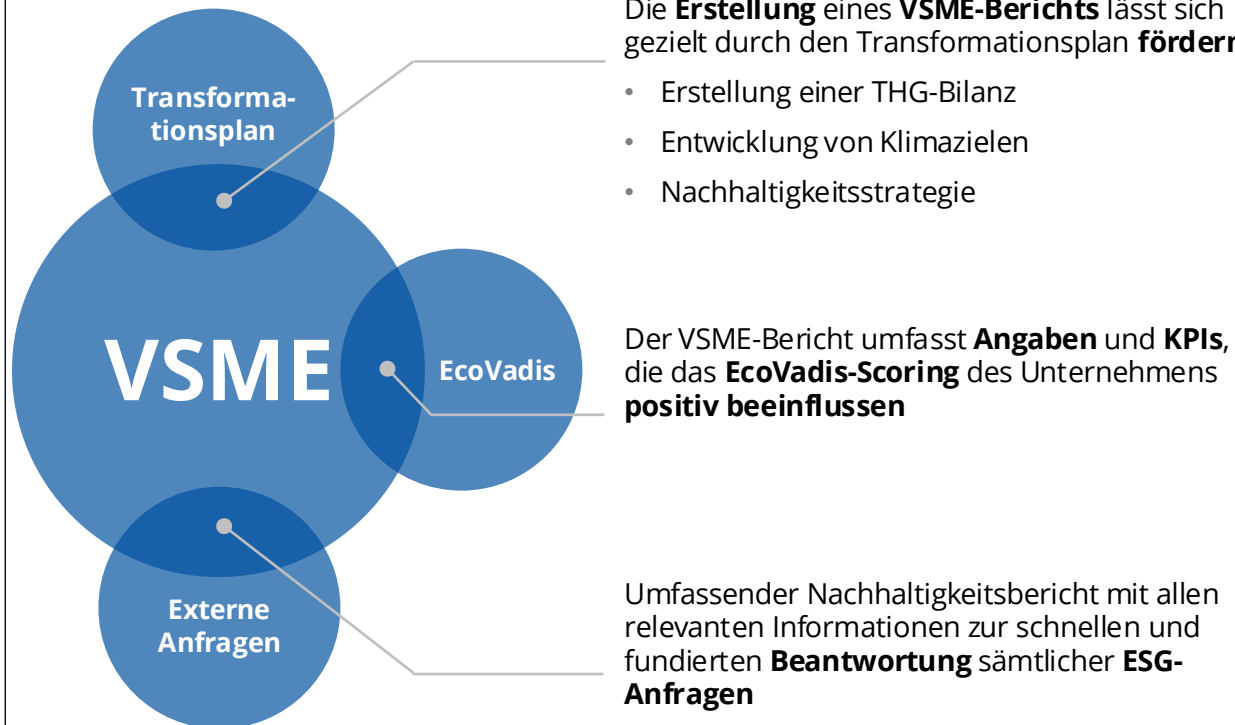 Die Erstellung eines VSME-Berichts lässt sich
gezielt durch den Transformationsplan fördern
• Erstellung einer THG-Bilanz
• Entwicklung von Klimazielen
• Nachhaltigkeitsstrategie
Transforma-
tionsplan
VSME
EcoVadis
Der VSME-Bericht umfasst Angaben und KPIs,
die das EcoVadis-Scoring des Unternehmens
positiv beeinflussen
Externe
Anfragen
Umfassender Nachhaltigkeitsbericht mit allen
relevanten Informationen zur schnellen und
fundierten Beantwortung sämtlicher ESG-
Anfragen